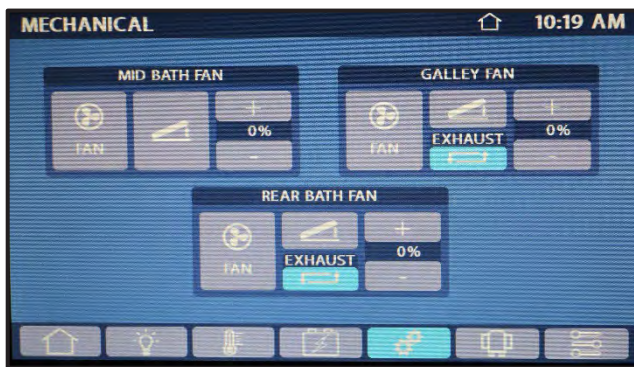 MECHANICAL 10:19 AM
MID BATH FAN
FAN
+
0%
-
GALLEY FAN
FAN
EXHAUST
+
0%
-
REAR BATH FAN
FAN
EXHAUST
+
0%
-